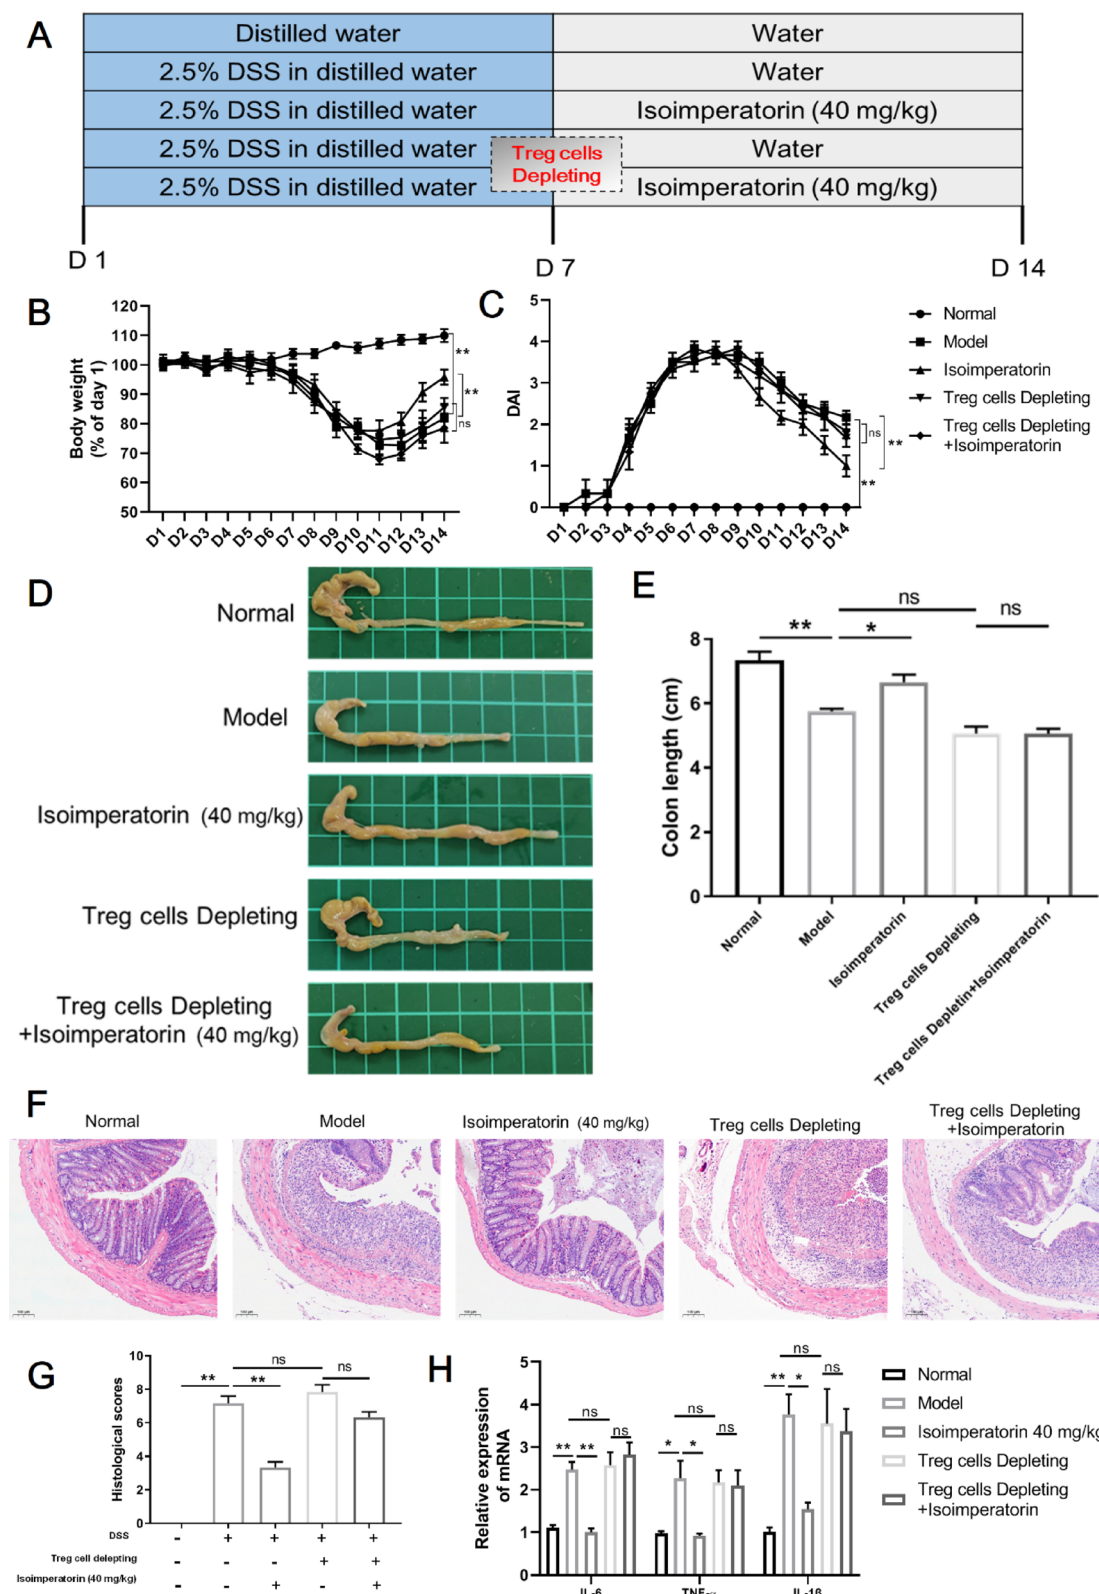 A
Distilled water
Water
2.5% DSS in distilled water
Water
2.5% DSS in distilled water
Isoimperatorin (40 mg/kg)
2.5% DSS in distilled water
Water
2.5% DSS in distilled water
Isoimperatorin (40 mg/kg)
Treg cells
Depleting
D 1
D 7
D 14
B
Body weight
(% of day 1)
120
110
100
90
80
70
60
50
D1
D2
D3
D4
D5
D6
D7
D8
D9
D10
D11
D12
D13
D14
**
**
ns
C
DAI
5
4
3
2
1
0
D1
D2
D3
D4
D5
D6
D7
D8
D9
D10
D11
D12
D13
D14
ns
**
**
Normal
Model
Isoimperatorin
Treg cells Depleting
Treg cells Depleting
+Isoimperatorin
D
Normal
Model
Isoimperatorin (40 mg/kg)
Treg cells Depleting
Treg cells Depleting
+Isoimperatorin (40 mg/kg)
E
Colon length (cm)
8
6
4
2
0
**
*
ns
ns
Normal
Model
Isoimperatorin
Treg cells Depleting
Treg cells Depletin+Isoimperatorin
F
Normal
Model
Isoimperatorin (40 mg/kg)
Treg cells Depleting
Treg cells Depleting
+Isoimperatorin
G
Histological scores
10
8
6
4
2
0
**
**
ns
ns
DSS - + + + +
Treg cell delepting - - - + +
Isoimperatorin (40 mg/kg) - - + - +
H
Relative expression
of mRNA
5
4
3
2
1
0
** ** ns ns
* * ns ns
** * ns ns
IL-6
TNF-α
IL-1β
Normal
Model
Isoimperatorin 40 mg/kg
Treg cells Depleting
Treg cells Depleting
+Isoimperatorin